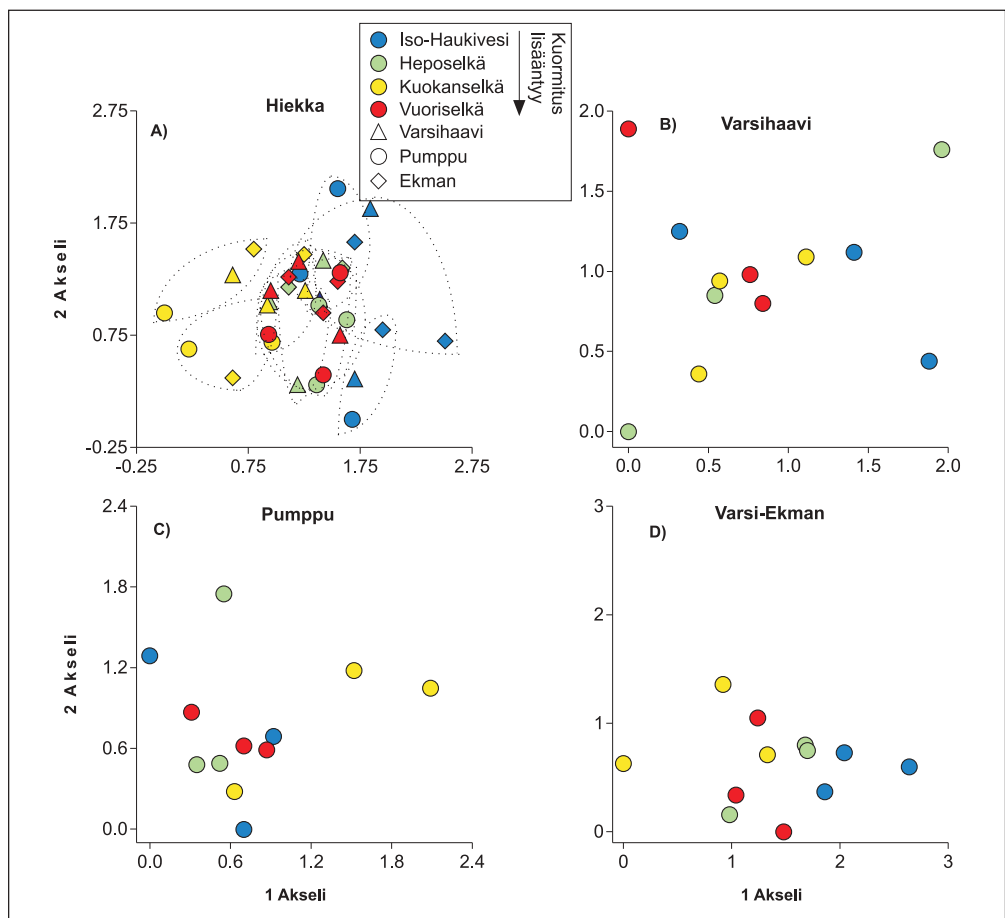 Iso-Haukivesi
Heposelkä
Kuokanselkä
Vuoriselkä
Varsihaavi
Pumppu
Ekman
Kuormitus
lisääntyy
Hiekka
A)
2.75
1.75
0.75
-0.25
-0.25
0.75
1.75
2.75
2 Akseli
B)
Varsihaavi
2.0
1.5
1.0
0.5
0.0
0.0
0.5
1.0
1.5
2.0
C)
Pumppu
2.4
1.8
1.2
0.6
0.0
0.0
0.6
1.2
1.8
2.4
2 Akseli
1 Akseli
Varsi-Ekman
D)
3
2
1
0
0
1
2
3
1 Akseli